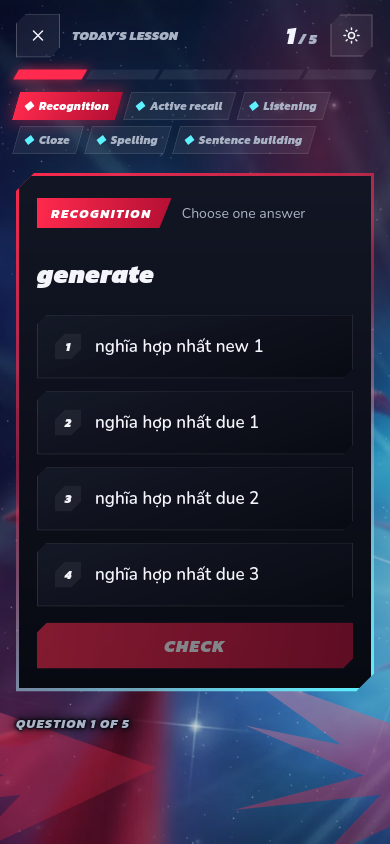 TODAY'S LESSON
1 / 5
Recognition
Active recall
Listening
Cloze
Spelling
Sentence building
RECOGNITION
Choose one answer
generate
1 nghĩa hợp nhất new 1
2 nghĩa hợp nhất due 1
3 nghĩa hợp nhất due 2
4 nghĩa hợp nhất due 3
CHECK
QUESTION 1 OF 5